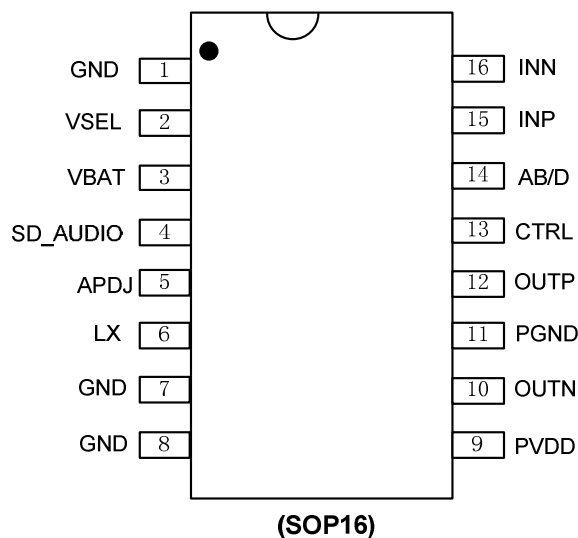 GND 1 16 INN
VSEL 2 15 INP
VBAT 3 14 AB/D
SD_AUDIO 4 13 CTRL
APDJ 5 12 OUTP
LX 6 11 PGND
GND 7 10 OUTN
GND 8 9 PVDD
(SOP16)